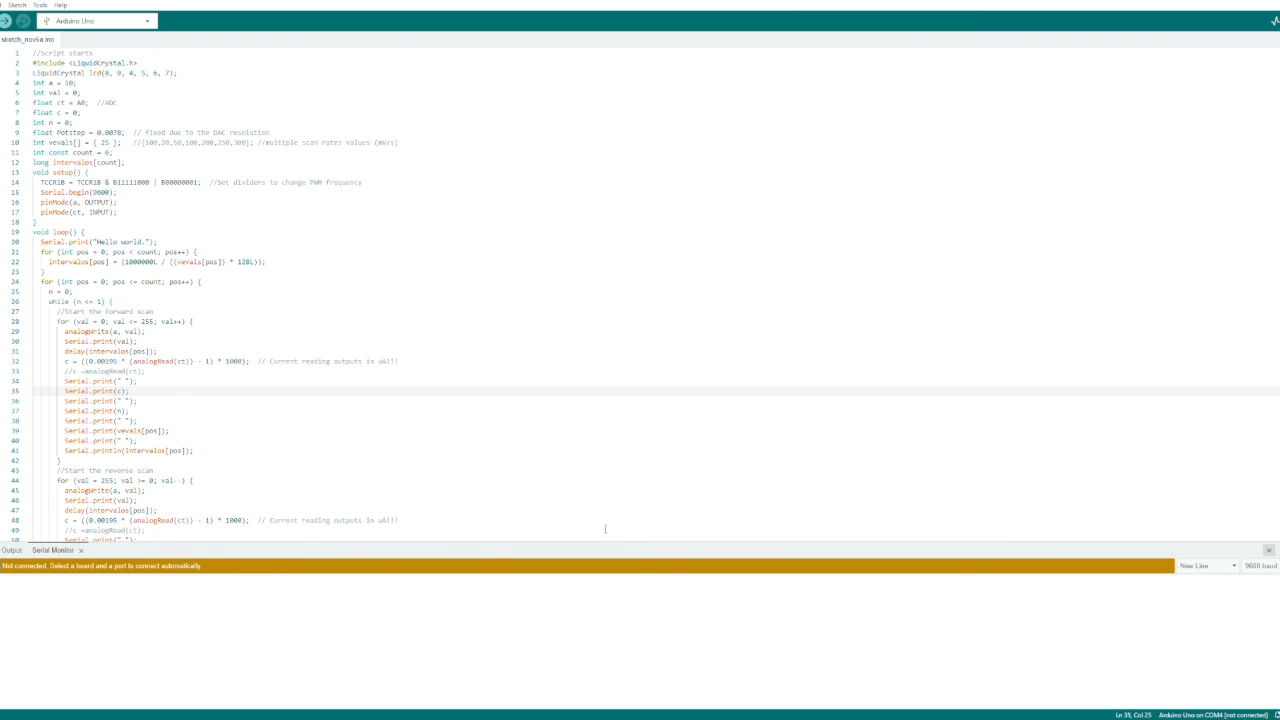 Sketch Tools Help
Arduino Uno
sketch_nov6a.ino
1 //Script starts
2 #include <LiquidCrystal.h>
3 LiquidCrystal lcd(8, 9, 4, 5, 6, 7);
4 int a = 10;
5 int val = 0;
6 float ct = A0; //ADC
7 float c = 0;
8 int n = 0;
9 float Potstep = 0.0078; // fixed due to the DAC resolution
10 int vevals[] = { 25 }; //{100,20,50,100,200,250,300}; //multiple scan rates values (mV/s)
11 int const count = 6;
12 long intervalos[count];
13 void setup() {
14 TCCR1B = TCCR1B & B11111000 | B00000001; //Set dividers to change PWM frequency
15 Serial.begin(9600);
16 pinMode(a, OUTPUT);
17 pinMode(ct, INPUT);
18 }
19 void loop() {
20 Serial.print("Hello world.");
21 for (int pos = 0; pos < count; pos++) {
22 intervalos[pos] = (1000000L / ((vevals[pos]) * 128L));
23 }
24 for (int pos = 0; pos <= count; pos++) {
25 n = 0;
26 while (n <= 1) {
27 //Start the forward scan
28 for (val = 0; val <= 255; val++) {
29 analogWrite(a, val);
30 Serial.print(val);
31 delay(intervalos[pos]);
32 c = ((0.00195 * (analogRead(ct)) - 1) * 1000); // Current reading outputs in uA!!!
33 //c =analogRead(ct);
34 Serial.print(" ");
35 Serial.print(c);
36 Serial.print(" ");
37 Serial.print(n);
38 Serial.print(" ");
39 Serial.print(vevals[pos]);
40 Serial.print(" ");
41 Serial.println(intervalos[pos]);
42 }
43 //Start the reverse scan
44 for (val = 255; val >= 0; val--) {
45 analogWrite(a, val);
46 Serial.print(val);
47 delay(intervalos[pos]);
48 c = ((0.00195 * (analogRead(ct)) - 1) * 1000); // Current reading outputs in uA!!!
49 //c =analogRead(ct);
50 Serial.print(" ");
Output Serial Monitor
Not connected. Select a board and a port to connect automatically.
New Line 9600 baud
Ln 35, Col 25 Arduino Uno on COM4 [not connected]